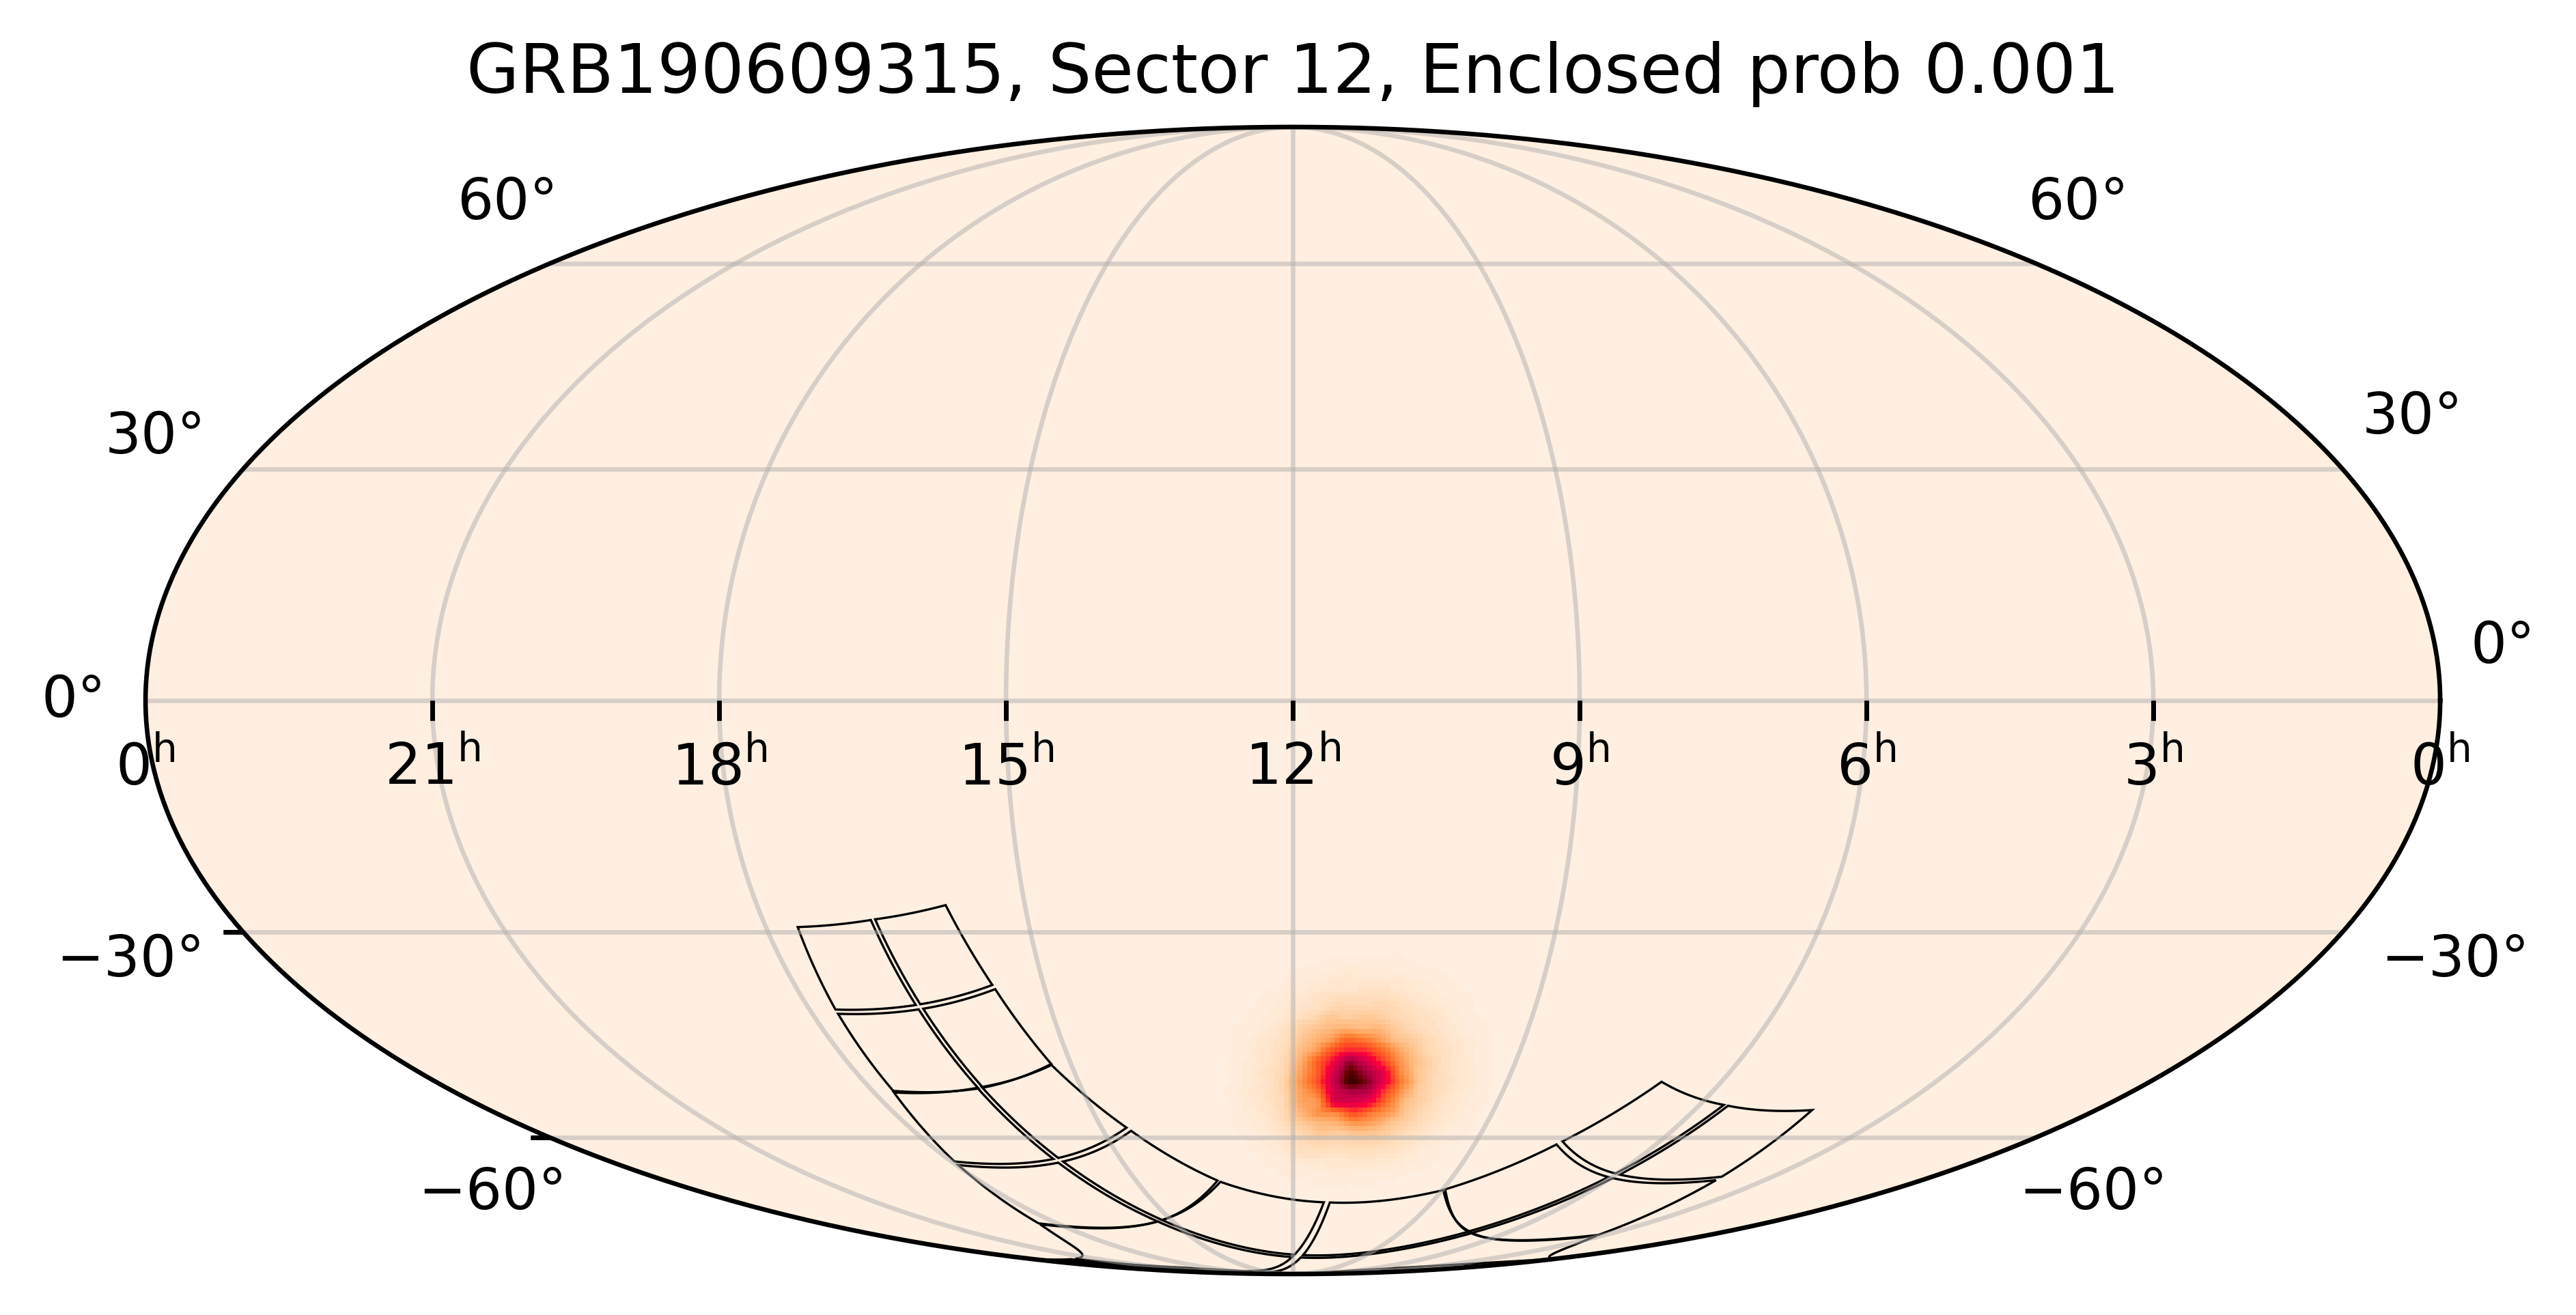 GRB190609315, Sector 12, Enclosed prob 0.001
60° 60°
30° 30°
0° 0°
0ʰ 21ʰ 18ʰ 15ʰ 12ʰ 9ʰ 6ʰ 3ʰ 0ʰ
−30° −30°
−60° −60°